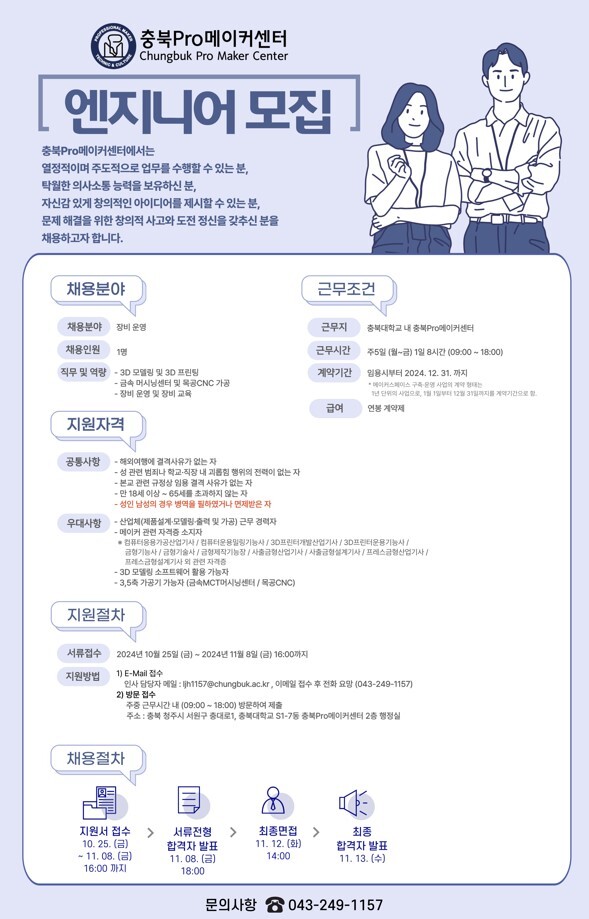 PROFESSIONAL MAKER
TECHNIC & CULTURE
충북Pro메이커센터
Chungbuk Pro Maker Center
엔지니어 모집
충북Pro메이커센터에서는
열정적이며 주도적으로 업무를 수행할 수 있는 분,
탁월한 의사소통 능력을 보유하신 분,
자신감 있게 창의적인 아이디어를 제시할 수 있는 분,
문제 해결을 위한 창의적 사고와 도전 정신을 갖추신 분을
채용하고자 합니다.
채용분야
채용분야 장비 운영
채용인원 1명
직무 및 역량 - 3D 모델링 및 3D 프린팅
- 금속 머시닝센터 및 목공CNC 가공
- 장비 운영 및 장비 교육
근무조건
근무지 충북대학교 내 충북Pro메이커센터
근무시간 주5일 (월~금) 1일 8시간 (09:00 ~ 18:00)
계약기간 임용시부터 2024. 12. 31. 까지
* 메이커스페이스 구축·운영 사업의 계약 형태는
1년 단위의 사업으로, 1월 1일부터 12월 31일까지를 계약기간으로 함.
급여 연봉 계약제
지원자격
공통사항 - 해외여행에 결격사유가 없는 자
- 성 관련 범죄나 학교·직장 내 괴롭힘 행위의 전력이 없는 자
- 본교 관련 규정상 임용 결격 사유가 없는 자
- 만 18세 이상 ~ 65세를 초과하지 않는 자
- 성인 남성의 경우 병역을 필하였거나 면제받은 자
우대사항 - 산업체(제품설계·모델링·출력 및 가공) 근무 경력자
- 메이커 관련 자격증 소지자
※ 컴퓨터응용가공산업기사 / 컴퓨터운용밀링기능사 / 3D프린터개발산업기사 / 3D프린터운용기능사 /
금형기능사 / 금형기술사 / 금형제작기능장 / 사출금형산업기사 / 사출금형설계기사 / 프레스금형산업기사 /
프레스금형설계기사 외 관련 자격증
- 3D 모델링 소프트웨어 활용 가능자
- 3,5축 가공기 가능자 (금속MCT머시닝센터 / 목공CNC)
지원절차
서류접수 2024년 10월 25일 (금) ~ 2024년 11월 8일 (금) 16:00까지
지원방법 1) E-Mail 접수
인사 담당자 메일 : ljh1157@chungbuk.ac.kr , 이메일 접수 후 전화 요망 (043-249-1157)
2) 방문 접수
주중 근무시간 내 (09:00 ~ 18:00) 방문하여 제출
주소 : 충북 청주시 서원구 충대로1, 충북대학교 S1-7동 충북Pro메이커센터 2층 행정실
채용절차
지원서 접수
10. 25. (금)
~ 11. 08. (금)
16:00 까지
서류전형
합격자 발표
11. 08. (금)
18:00
최종면접
11. 12. (화)
14:00
최종
합격자 발표
11. 13. (수)
문의사항 ☎ 043-249-1157